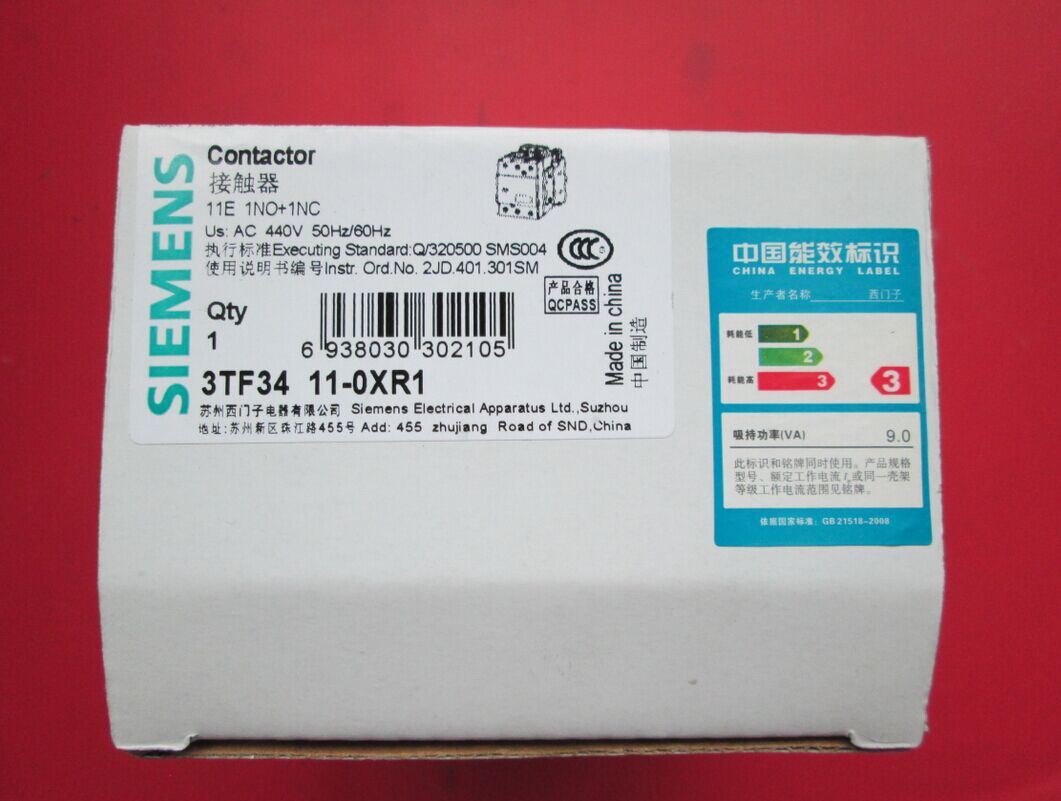 SIEMENS
Contactor
接触器
11E 1NO+1NC
Us: AC 440V 50Hz/60Hz
执行标准Executing Standard:Q/320500 SMS004
使用说明书编号Instr. Ord.No. 2JD.401.301SM
CCC
产品合格
QCPASS
Qty
1
6 938030 302105
Made in china
中国制造
3TF34 11-0XR1
苏州西门子电器有限公司 Siemens Electrical Apparatus Ltd.,Suzhou
地址:苏州新区珠江路455号 Add: 455 zhujiang Road of SND,China
中国能效标识
CHINA ENERGY LABEL
生产者名称 西门子
耗能低
1
2
耗能高
3
3
吸持功率(VA) 9.0
此标识和铭牌同时使用。产品规格
型号、额定工作电流Ie或同一壳架
等级工作电流范围见铭牌。
依据国家标准: GB 21518-2008